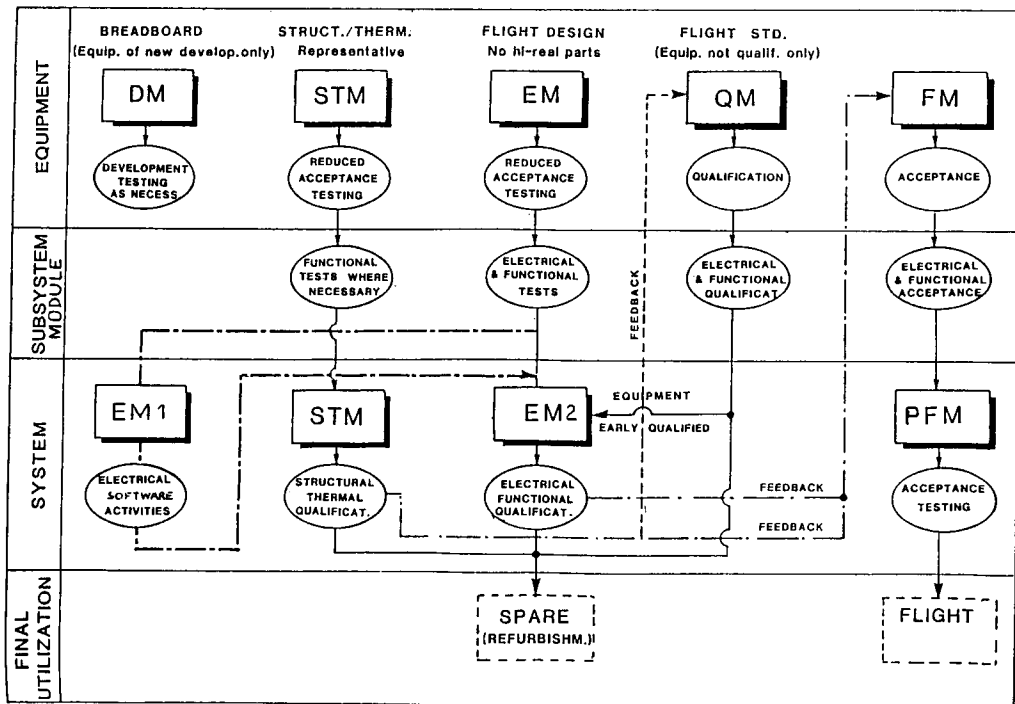 EQUIPMENT
BREADBOARD
(Equip. of new develop.only)
STRUCT./THERM.
Representative
FLIGHT DESIGN
No hi-real parts
FLIGHT STD.
(Equip. not qualif. only)
DM
STM
EM
QM
FM
DEVELOPMENT
TESTING
AS NECESS
REDUCED
ACCEPTANCE
TESTING
REDUCED
ACCEPTANCE
TESTING
QUALIFICATION
ACCEPTANCE
SUBSYSTEM
MODULE
FUNCTIONAL
TESTS WHERE
NECESSARY
ELECTRICAL
& FUNCTIONAL
TESTS
FEEDBACK
ELECTRICAL
& FUNCTIONAL
QUALIFICAT.
ELECTRICAL
& FUNCTIONAL
ACCEPTANCE
SYSTEM
EM1
STM
EM2
EQUIPMENT
EARLY QUALIFIED
PFM
ELECTRICAL
SOFTWARE
ACTIVITIES
STRUCTURAL
THERMAL
QUALIFICAT.
ELECTRICAL
FUNCTIONAL
QUALIFICAT.
FEEDBACK
FEEDBACK
ACCEPTANCE
TESTING
FINAL
UTILIZATION
SPARE
(REFURBISHM.)
FLIGHT